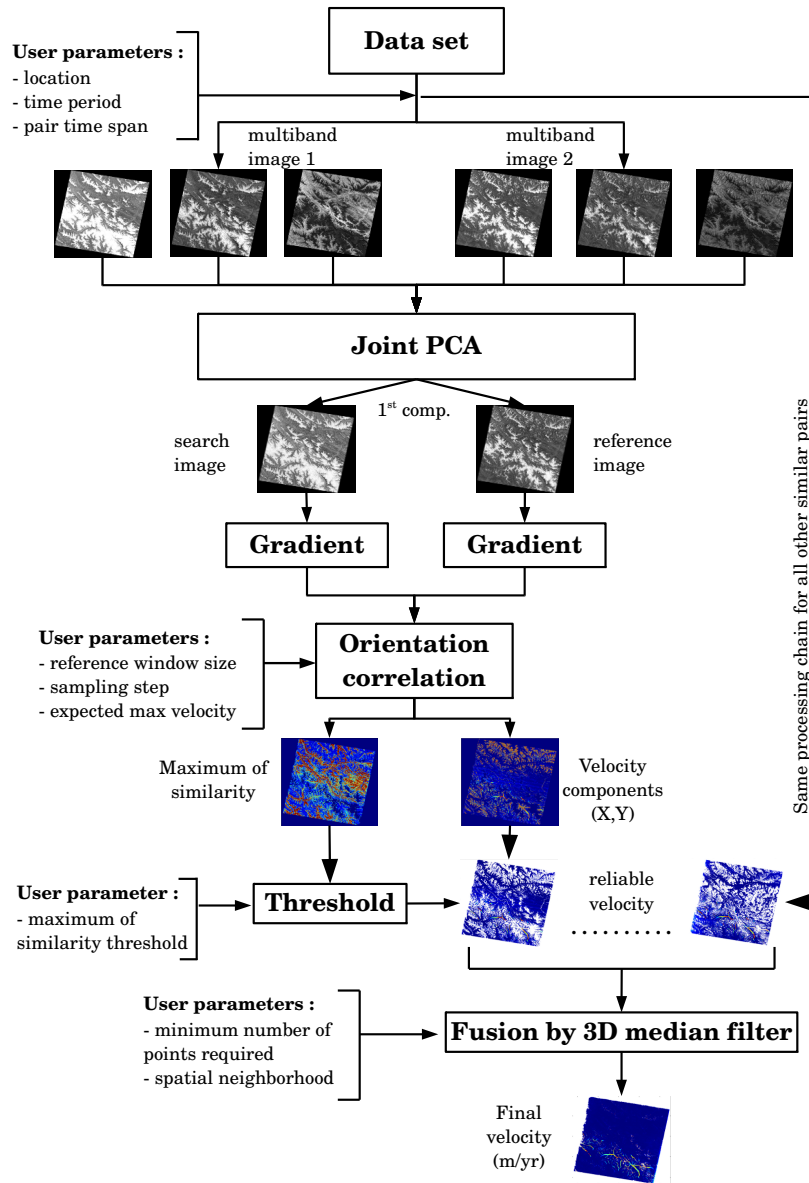 Data set
User parameters :
- location
- time period
- pair time span
multiband
image 1
multiband
image 2
Joint PCA
1st comp.
search
image
reference
image
Gradient
Gradient
User parameters :
- reference window size
- sampling step
- expected max velocity
Orientation
correlation
Maximum of
similarity
Velocity
components
(X,Y)
Same processing chain for all other similar pairs
User parameter :
- maximum of
similarity threshold
Threshold
reliable
velocity
. . . . . . . . .
User parameters :
- minimum number of
points required
- spatial neighborhood
Fusion by 3D median filter
Final
velocity
(m/yr)